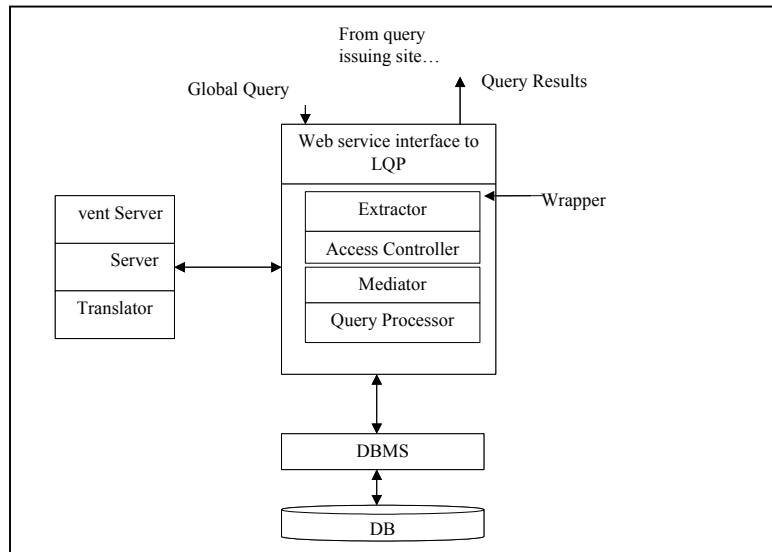 From query
issuing site…
Query Results
Global Query
Web service interface to
LQP
Extractor
Wrapper
Access Controller
Mediator
Query Processor
vent Server
Server
Translator
DBMS
DB